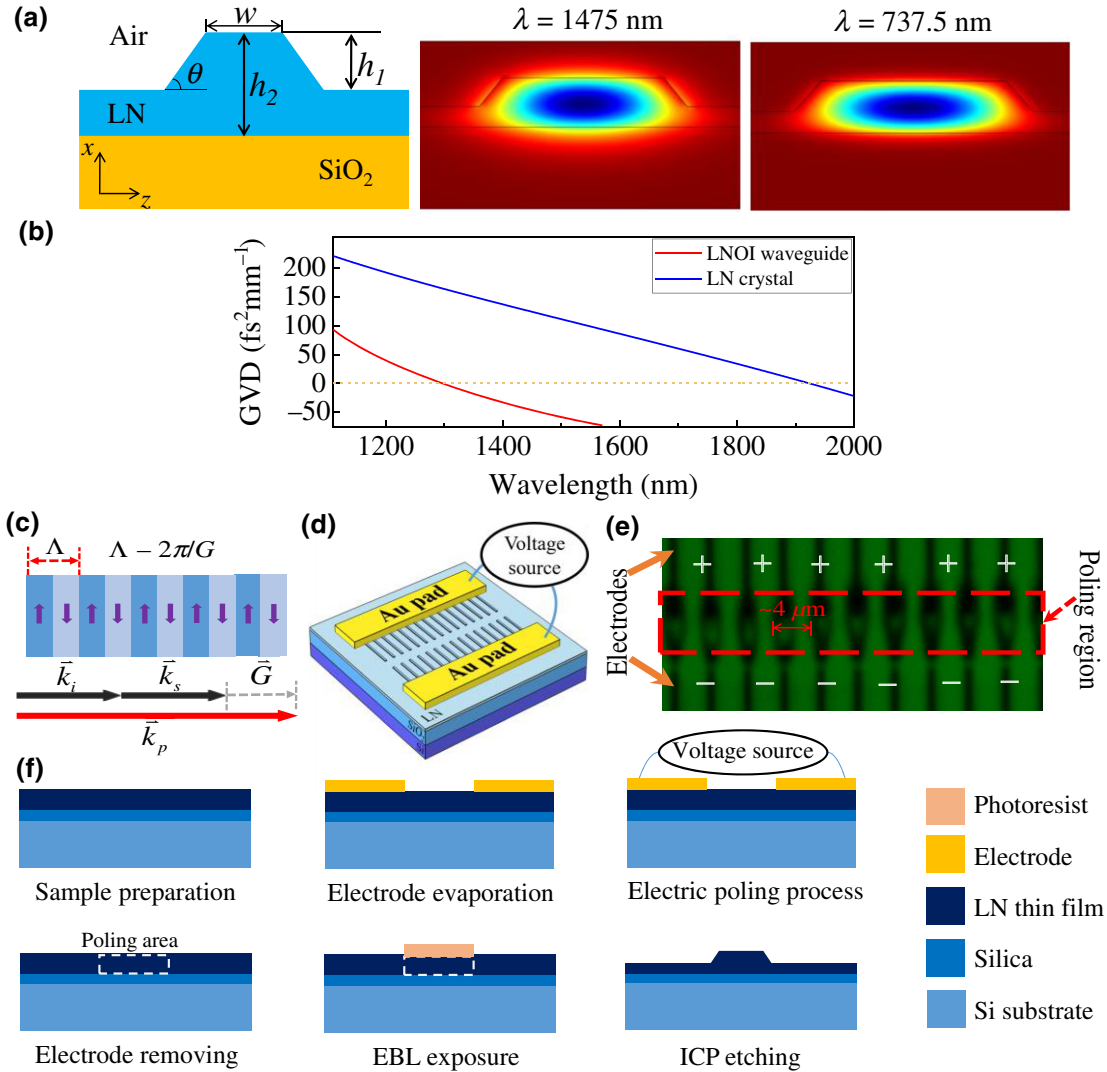 (a)
λ = 1475 nm
λ = 737.5 nm
Air
w
θ
h₂
h₁
LN
x
z
SiO₂
(b)
GVD (fs²mm⁻¹)
200
150
100
50
0
−50
LNOI waveguide
LN crystal
1200 1400 1600 1800 2000
Wavelength (nm)
(c)
Λ
Λ − 2π/G
k⃗ᵢ
k⃗ₛ
G⃗
k⃗ₚ
(d)
Voltage
source
Au pad
Au pad
LN
SiO₂
Si
(e)
Electrodes
+ + + + + +
~4 μm
− − − − − −
Poling
region
(f)
Sample preparation
Electrode evaporation
Voltage source
Electric poling process
Poling area
Electrode removing
EBL exposure
ICP etching
Photoresist
Electrode
LN thin film
Silica
Si substrate